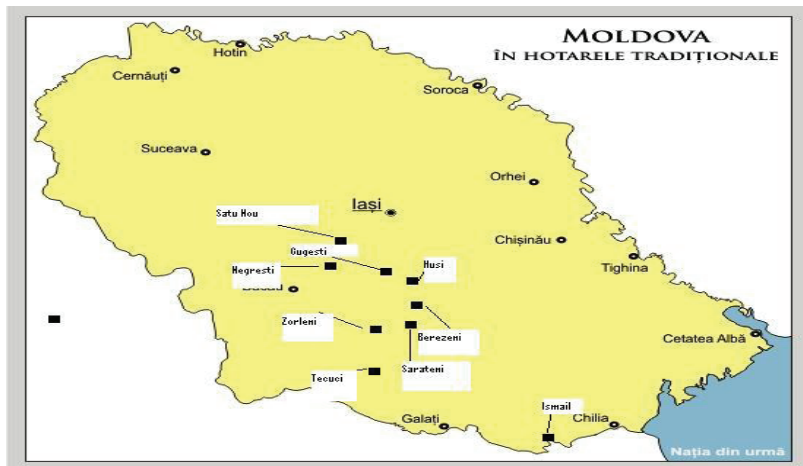 MOLDOVA
ÎN HOTARELE TRADIȚIONALE
Hotin
Cernăuți
Soroca
Suceava
Orhei
Iași
Satu Nou
Chișinău
Gugesti
Husi
Tighina
Negresti
Zorleni
Berezeni
Cetatea Albă
Sarateni
Tecuci
Ismail
Galați
Chilia
Nația din urmă